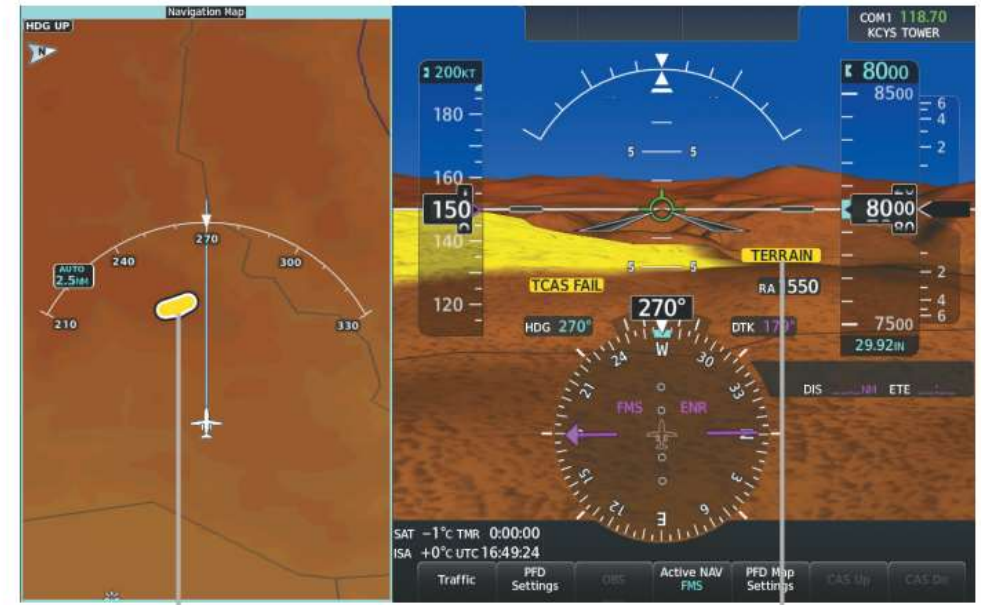 Navigation Map
HDG UP
N
270
240
300
AUTO
2.5NM
210
330
COM1 118.70
KCYS TOWER
200KT
180
160
150
140
120
8000
8500
6
4
2
8000
20
80
2
4
6
7500
29.92IN
5 5
5 5
TERRAIN
TCAS FAIL
RA 550
270°
HDG 270°
DTK 179°
W
30
33
3
6
E
12
15
21
24
FMS ENR
DIS NM ETE
SAT -1°C TMR 0:00:00
ISA +0°C UTC 16:49:24
Traffic
PFD Settings
OBS
Active NAV
FMS
PFD Map Settings
CAS Up
CAS Dn